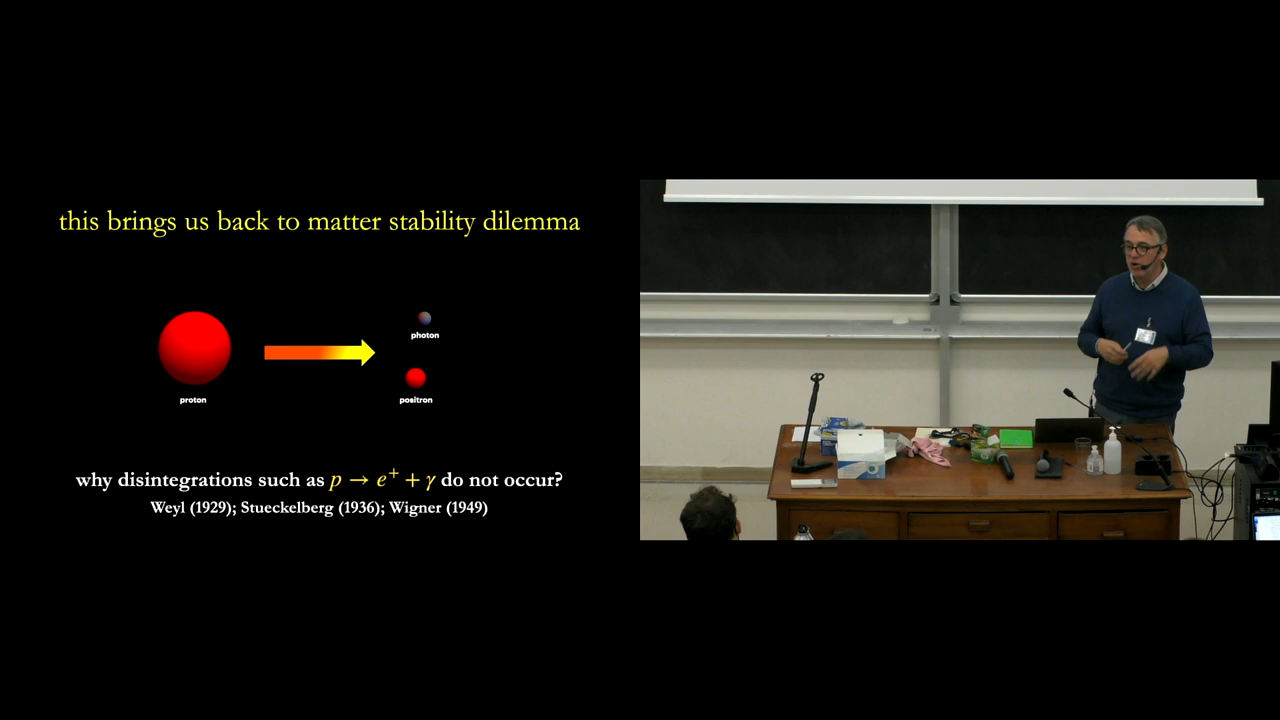 this brings us back to matter stability dilemma
photon
proton
positron
why disintegrations such as p → e⁺ + γ do not occur?
Weyl (1929); Stueckelberg (1936); Wigner (1949)